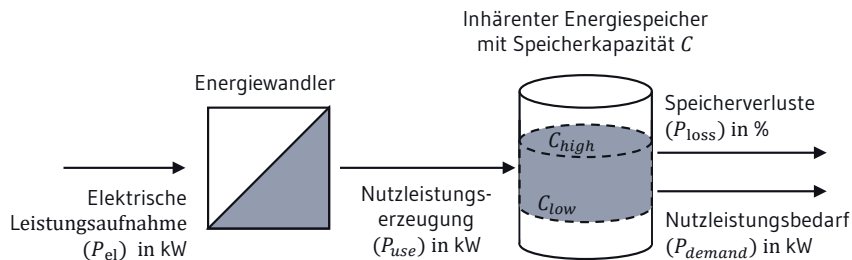 Inhärenter Energiespeicher
mit Speicherkapazität C
Energiewandler
Speicherverluste
(P_loss) in %
C_high
C_low
Elektrische
Leistungsaufnahme
(P_el) in kW
Nutzleistungs-
erzeugung
(P_use) in kW
Nutzleistungsbedarf
(P_demand) in kW